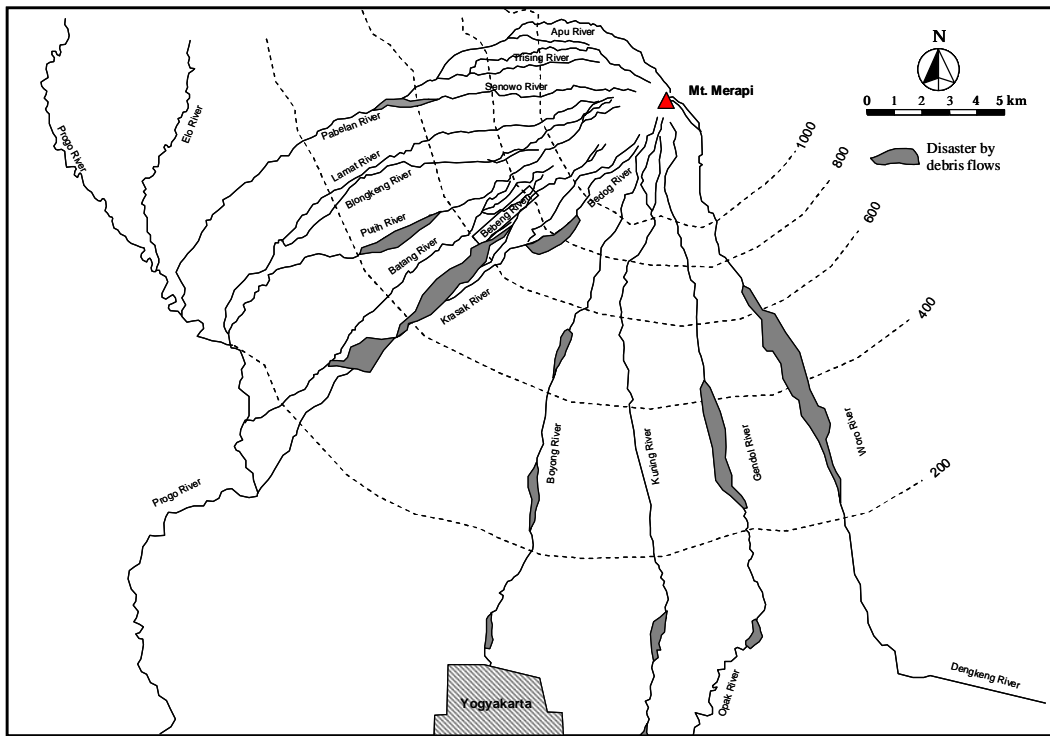 Apu River
N
Trising River
Mt. Merapi
Senowo River
0 1 2 3 4 5 km
Elo River
Progo River
Pabelan River
1000
Disaster by
debris flows
800
Lamat River
Blongkeng River
Bedog River
600
Bebeng River
Putih River
Batang River
Krasak River
400
Boyong River
Kuning River
Gendol River
Woro River
200
Progo River
Dengkeng River
Opak River
Yogyakarta